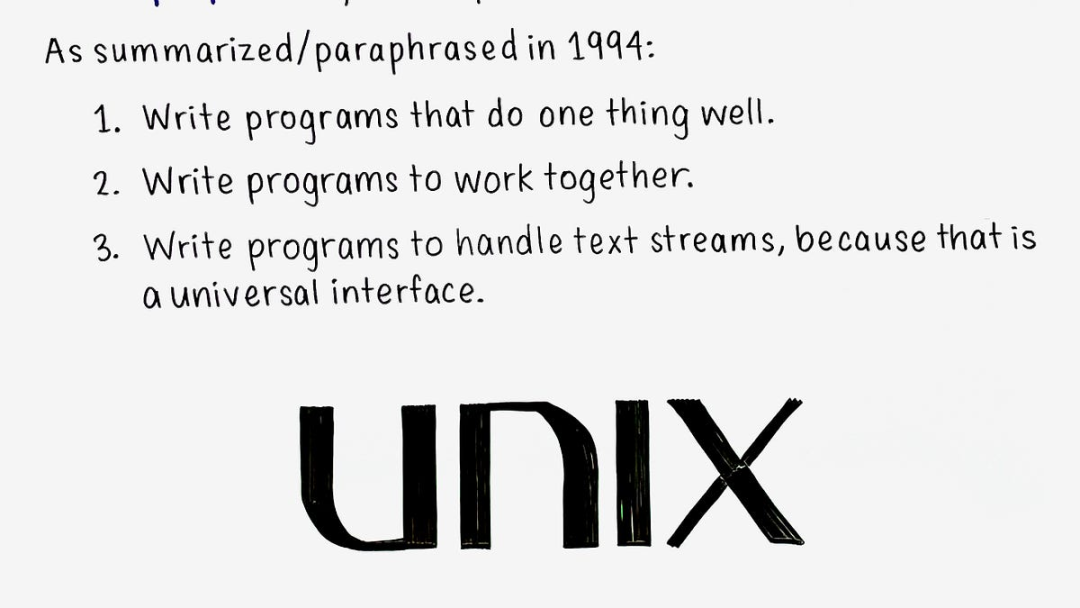 As summarized/paraphrased in 1994:
1. Write programs that do one thing well.
2. Write programs to work together.
3. Write programs to handle text streams, because that is
a universal interface.
UNIX